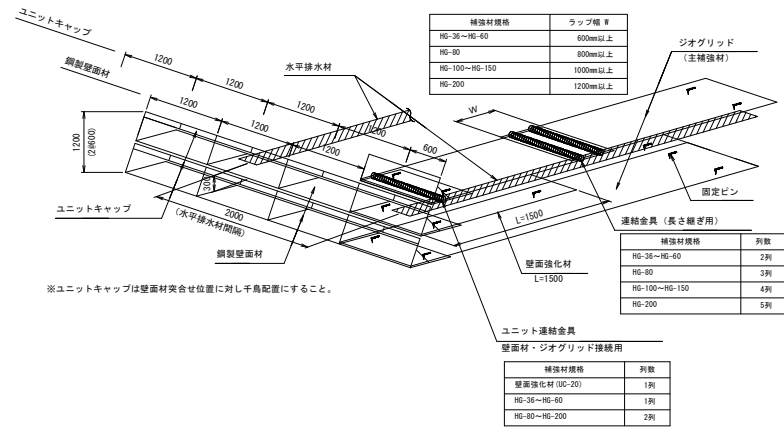 ユニットキャップ
鋼製壁面材
1200
1200
1200
1200
1200
1200
1200
600
水平排水材
1200
(2@600)
300
2000
(水平排水材間隔)
ユニットキャップ
鋼製壁面材
補強材規格 ラップ幅 W
HG-36～HG-60 600mm以上
HG-80 800mm以上
HG-100～HG-150 1000mm以上
HG-200 1200mm以上
ジオグリッド
(主補強材)
W
固定ピン
連結金具 (長さ継ぎ用)
補強材規格 列数
HG-36～HG-60 2列
HG-80 3列
HG-100～HG-150 4列
HG-200 5列
L=1500
壁面強化材
L=1500
※ユニットキャップは壁面材突合せ位置に対し千鳥配置にすること。
ユニット連結金具
壁面材・ジオグリッド接続用
補強材規格 列数
壁面強化材(UC-20) 1列
HG-36～HG-60 1列
HG-80～HG-200 2列